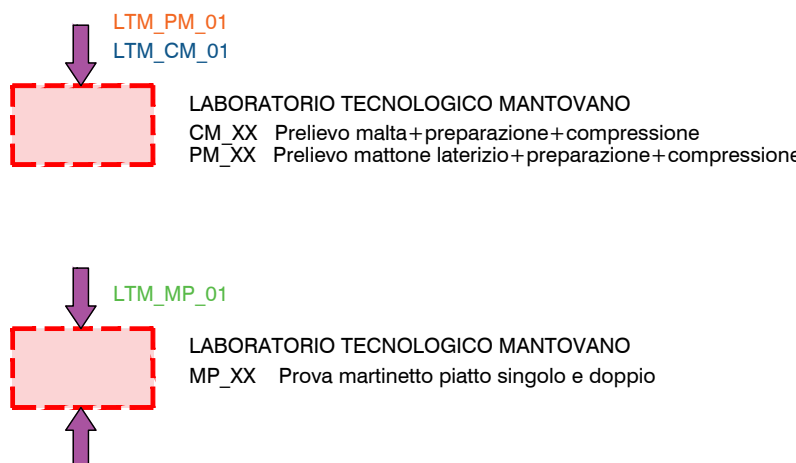 LTM_PM_01
LTM_CM_01
LABORATORIO TECNOLOGICO MANTOVANO
CM_XX Prelievo malta+preparazione+compressione
PM_XX Prelievo mattone laterizio+preparazione+compressione
LTM_MP_01
LABORATORIO TECNOLOGICO MANTOVANO
MP_XX Prova martinetto piatto singolo e doppio